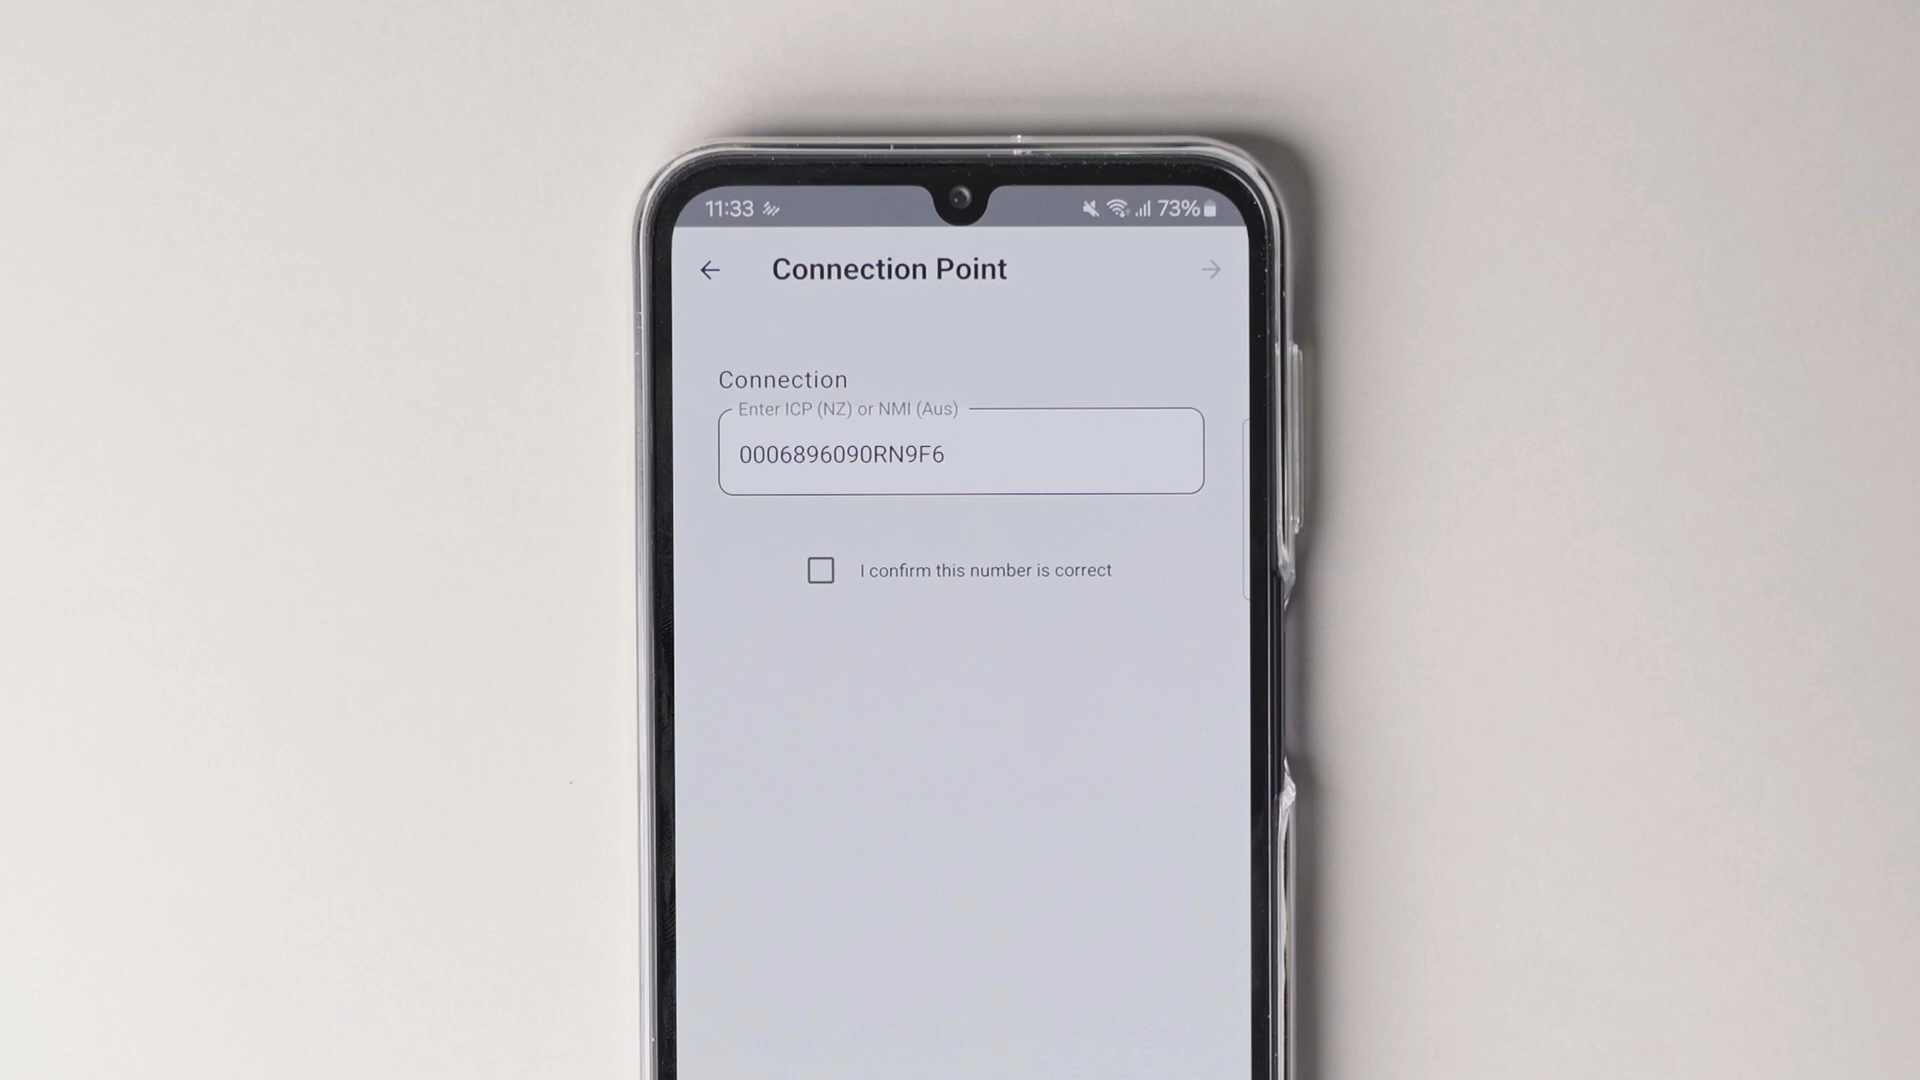 11:33 73%
Connection Point
Connection
Enter ICP (NZ) or NMI (Aus)
0006896090RN9F6
I confirm this number is correct